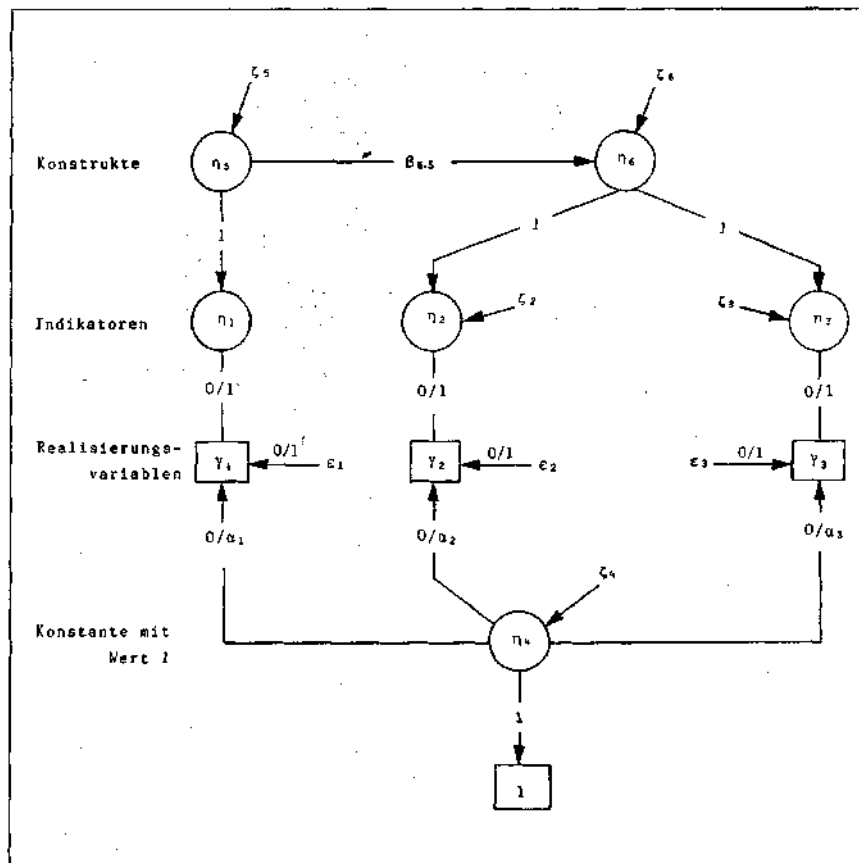 ζ5 ζ6
Konstrukte η5 β6.5 η6
1 1 1
Indikatoren η1 η2 ζ2 ζ3 η3
0/1 0/1 0/1
Realisierungs-
variablen Y1 0/1 ε1 Y2 0/1 ε2 ε3 0/1 Y3
0/α1 0/α2 0/α3
ζ4
Konstante mit
Wert 1 η4
1
1